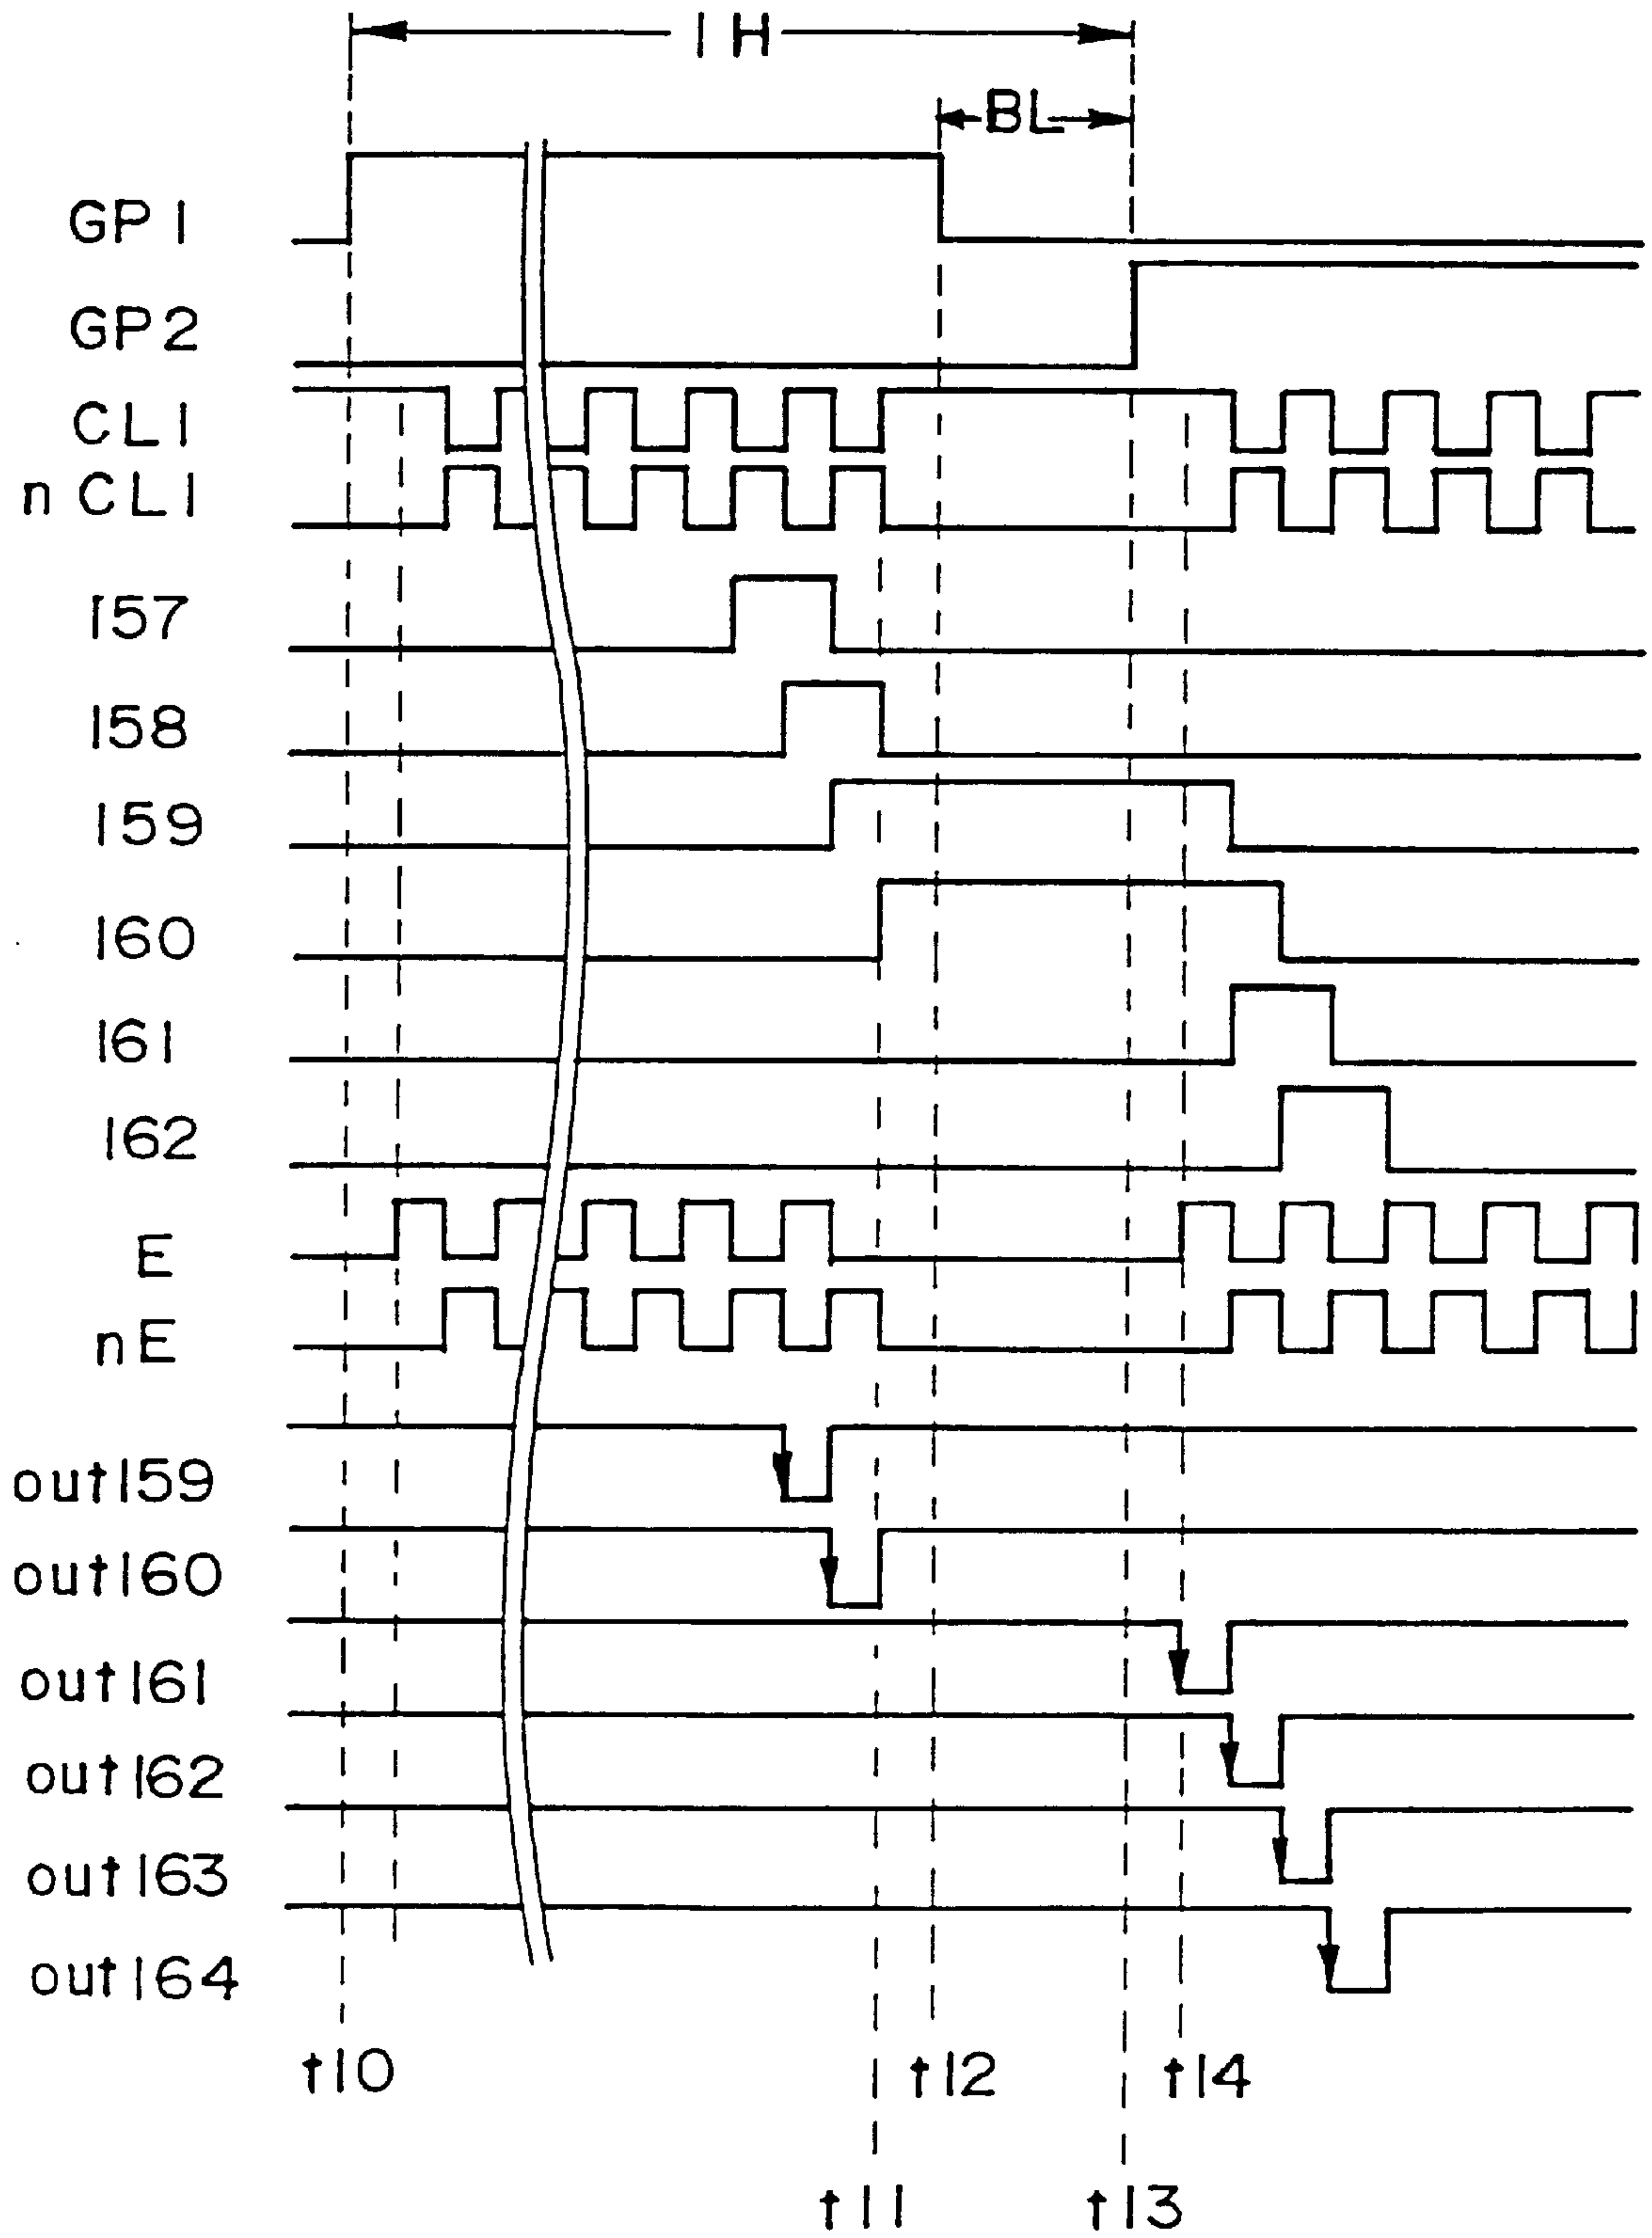 1H
BL
GP1
GP2
CL1
nCL1
157
158
159
160
161
162
E
nE
out159
out160
out161
out162
out163
out164
t10
t12
t14
t11
t13